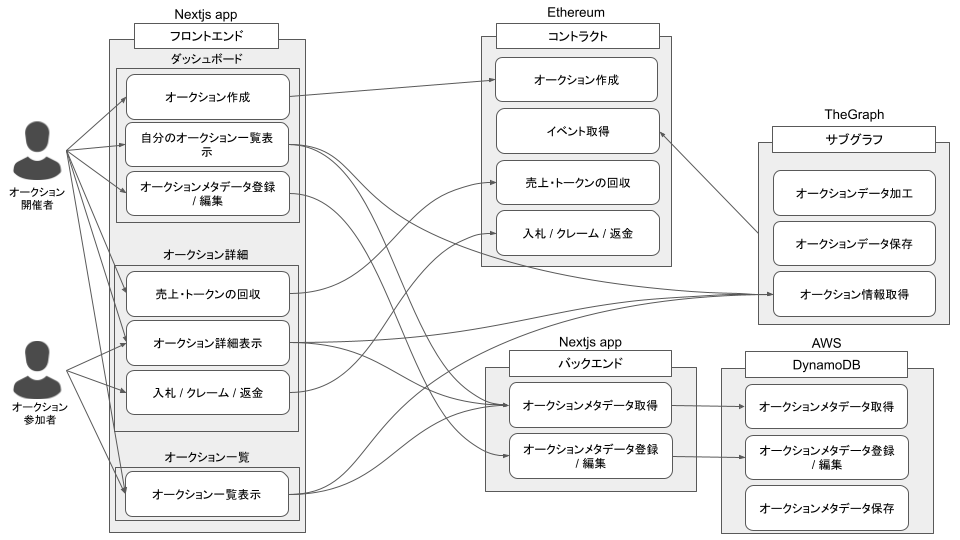 Nextjs app
フロントエンド
ダッシュボード
オークション作成
自分のオークション一覧表
示
オークションメタデータ登録
/ 編集
オークション詳細
売上・トークンの回収
オークション詳細表示
入札 / クレーム / 返金
オークション一覧
オークション一覧表示
オークション
開催者
オークション
参加者
Ethereum
コントラクト
オークション作成
イベント取得
売上・トークンの回収
入札 / クレーム / 返金
TheGraph
サブグラフ
オークションデータ加工
オークションデータ保存
オークション情報取得
Nextjs app
バックエンド
オークションメタデータ取得
オークションメタデータ登録
/ 編集
AWS
DynamoDB
オークションメタデータ取得
オークションメタデータ登録
/ 編集
オークションメタデータ保存